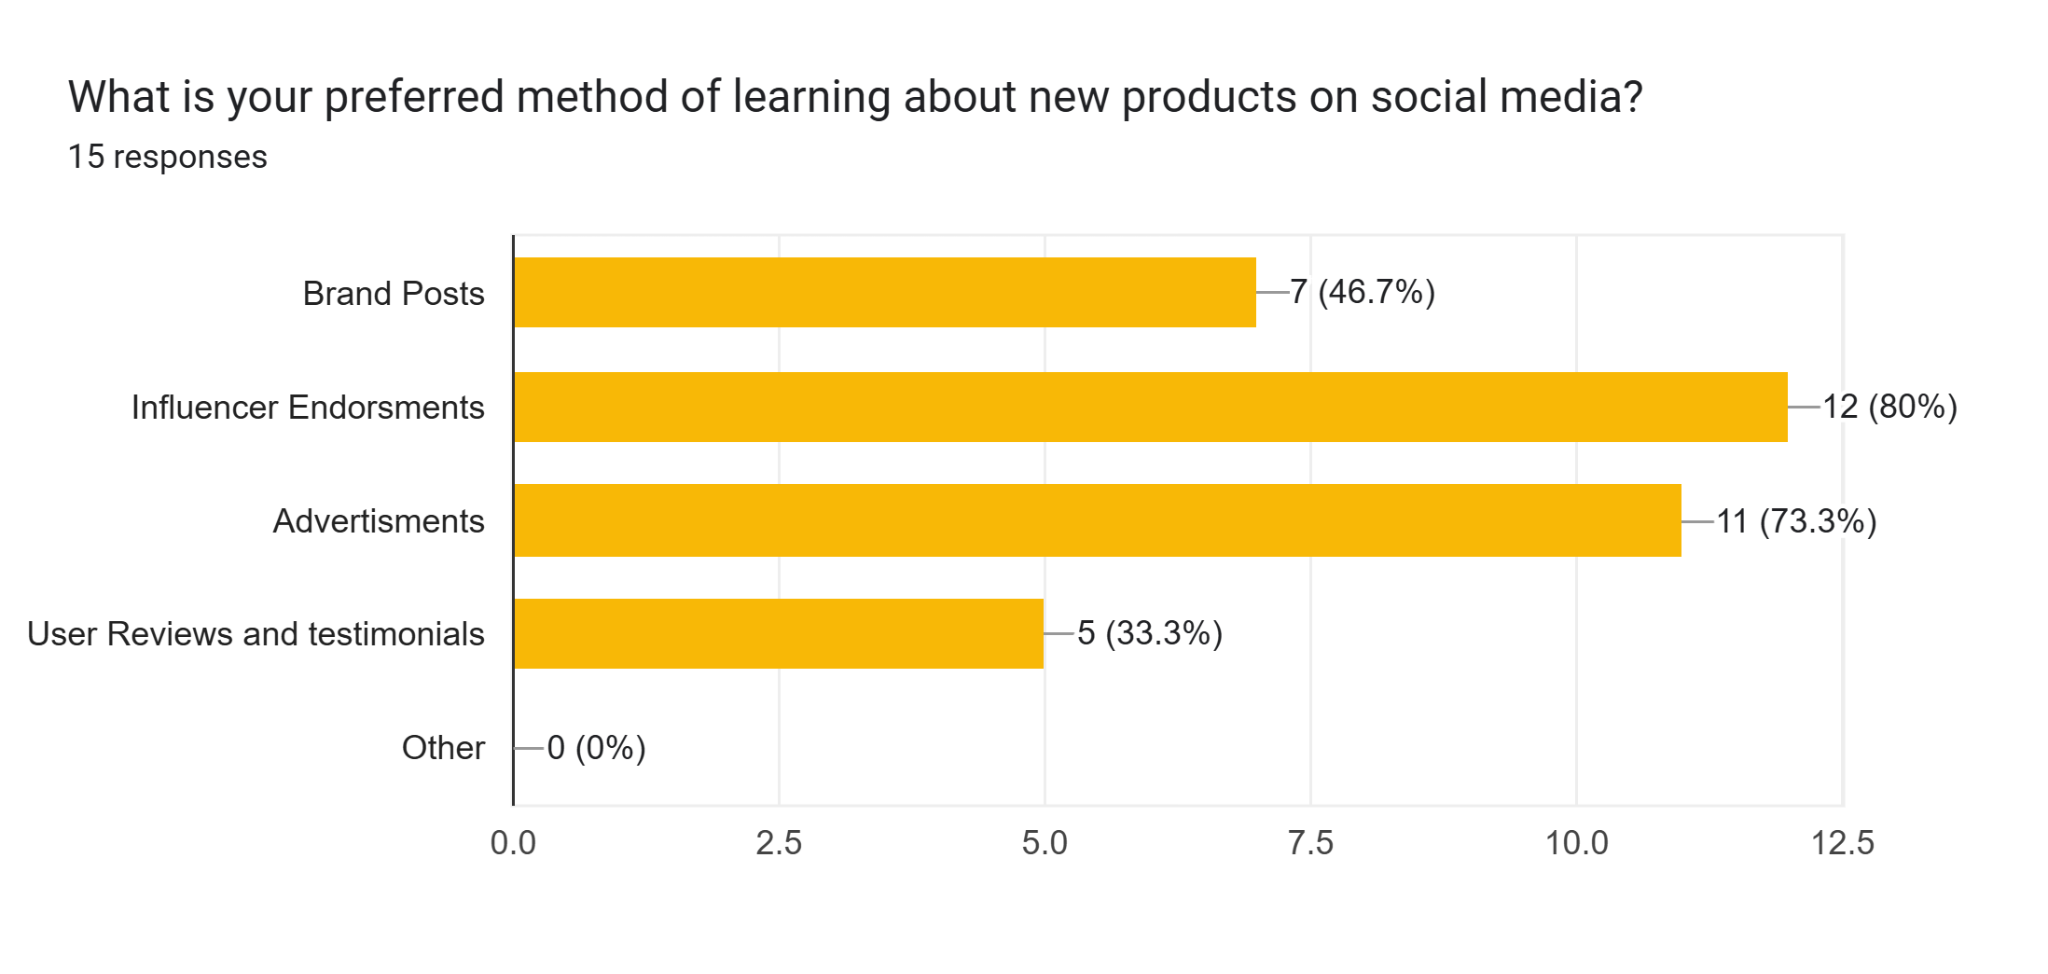 What is your preferred method of learning about new products on social media?
15 responses
Brand Posts
7 (46.7%)
Influencer Endorsments
12 (80%)
Advertisments
11 (73.3%)
User Reviews and testimonials
5 (33.3%)
Other
0 (0%)
0.0 2.5 5.0 7.5 10.0 12.5